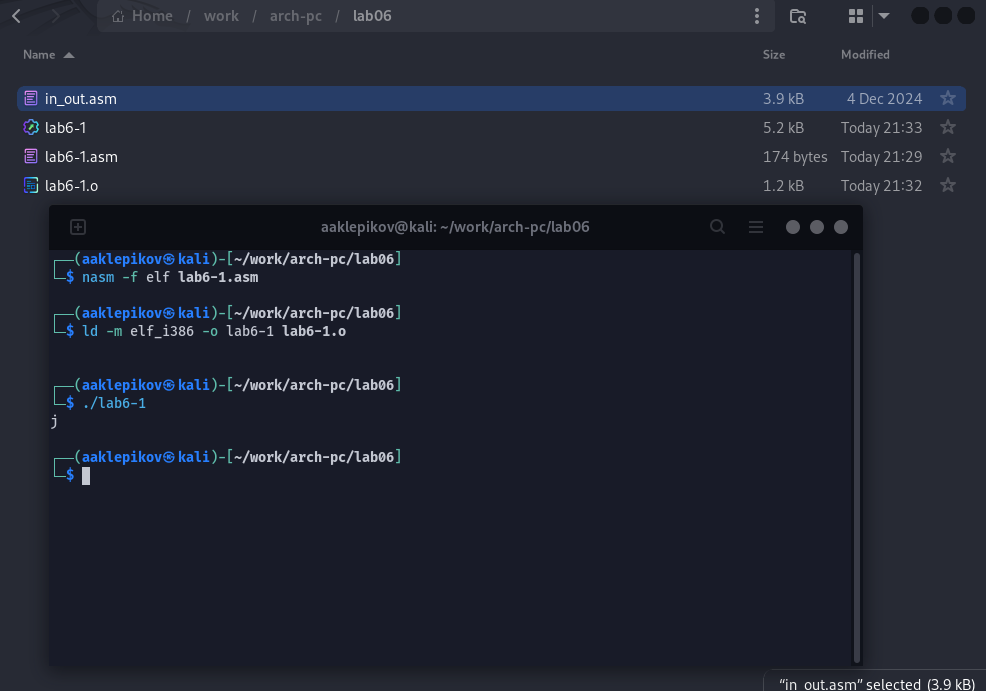 Home / work / arch-pc / lab06
Name Size Modified
in_out.asm 3.9 kB 4 Dec 2024
lab6-1 5.2 kB Today 21:33
lab6-1.asm 174 bytes Today 21:29
lab6-1.o 1.2 kB Today 21:32
aaklepikov@kali: ~/work/arch-pc/lab06
┌──(aaklepikov㉿kali)-[~/work/arch-pc/lab06]
└─$ nasm -f elf lab6-1.asm
┌──(aaklepikov㉿kali)-[~/work/arch-pc/lab06]
└─$ ld -m elf_i386 -o lab6-1 lab6-1.o
┌──(aaklepikov㉿kali)-[~/work/arch-pc/lab06]
└─$ ./lab6-1
j
┌──(aaklepikov㉿kali)-[~/work/arch-pc/lab06]
└─$
“in_out.asm” selected (3.9 kB)